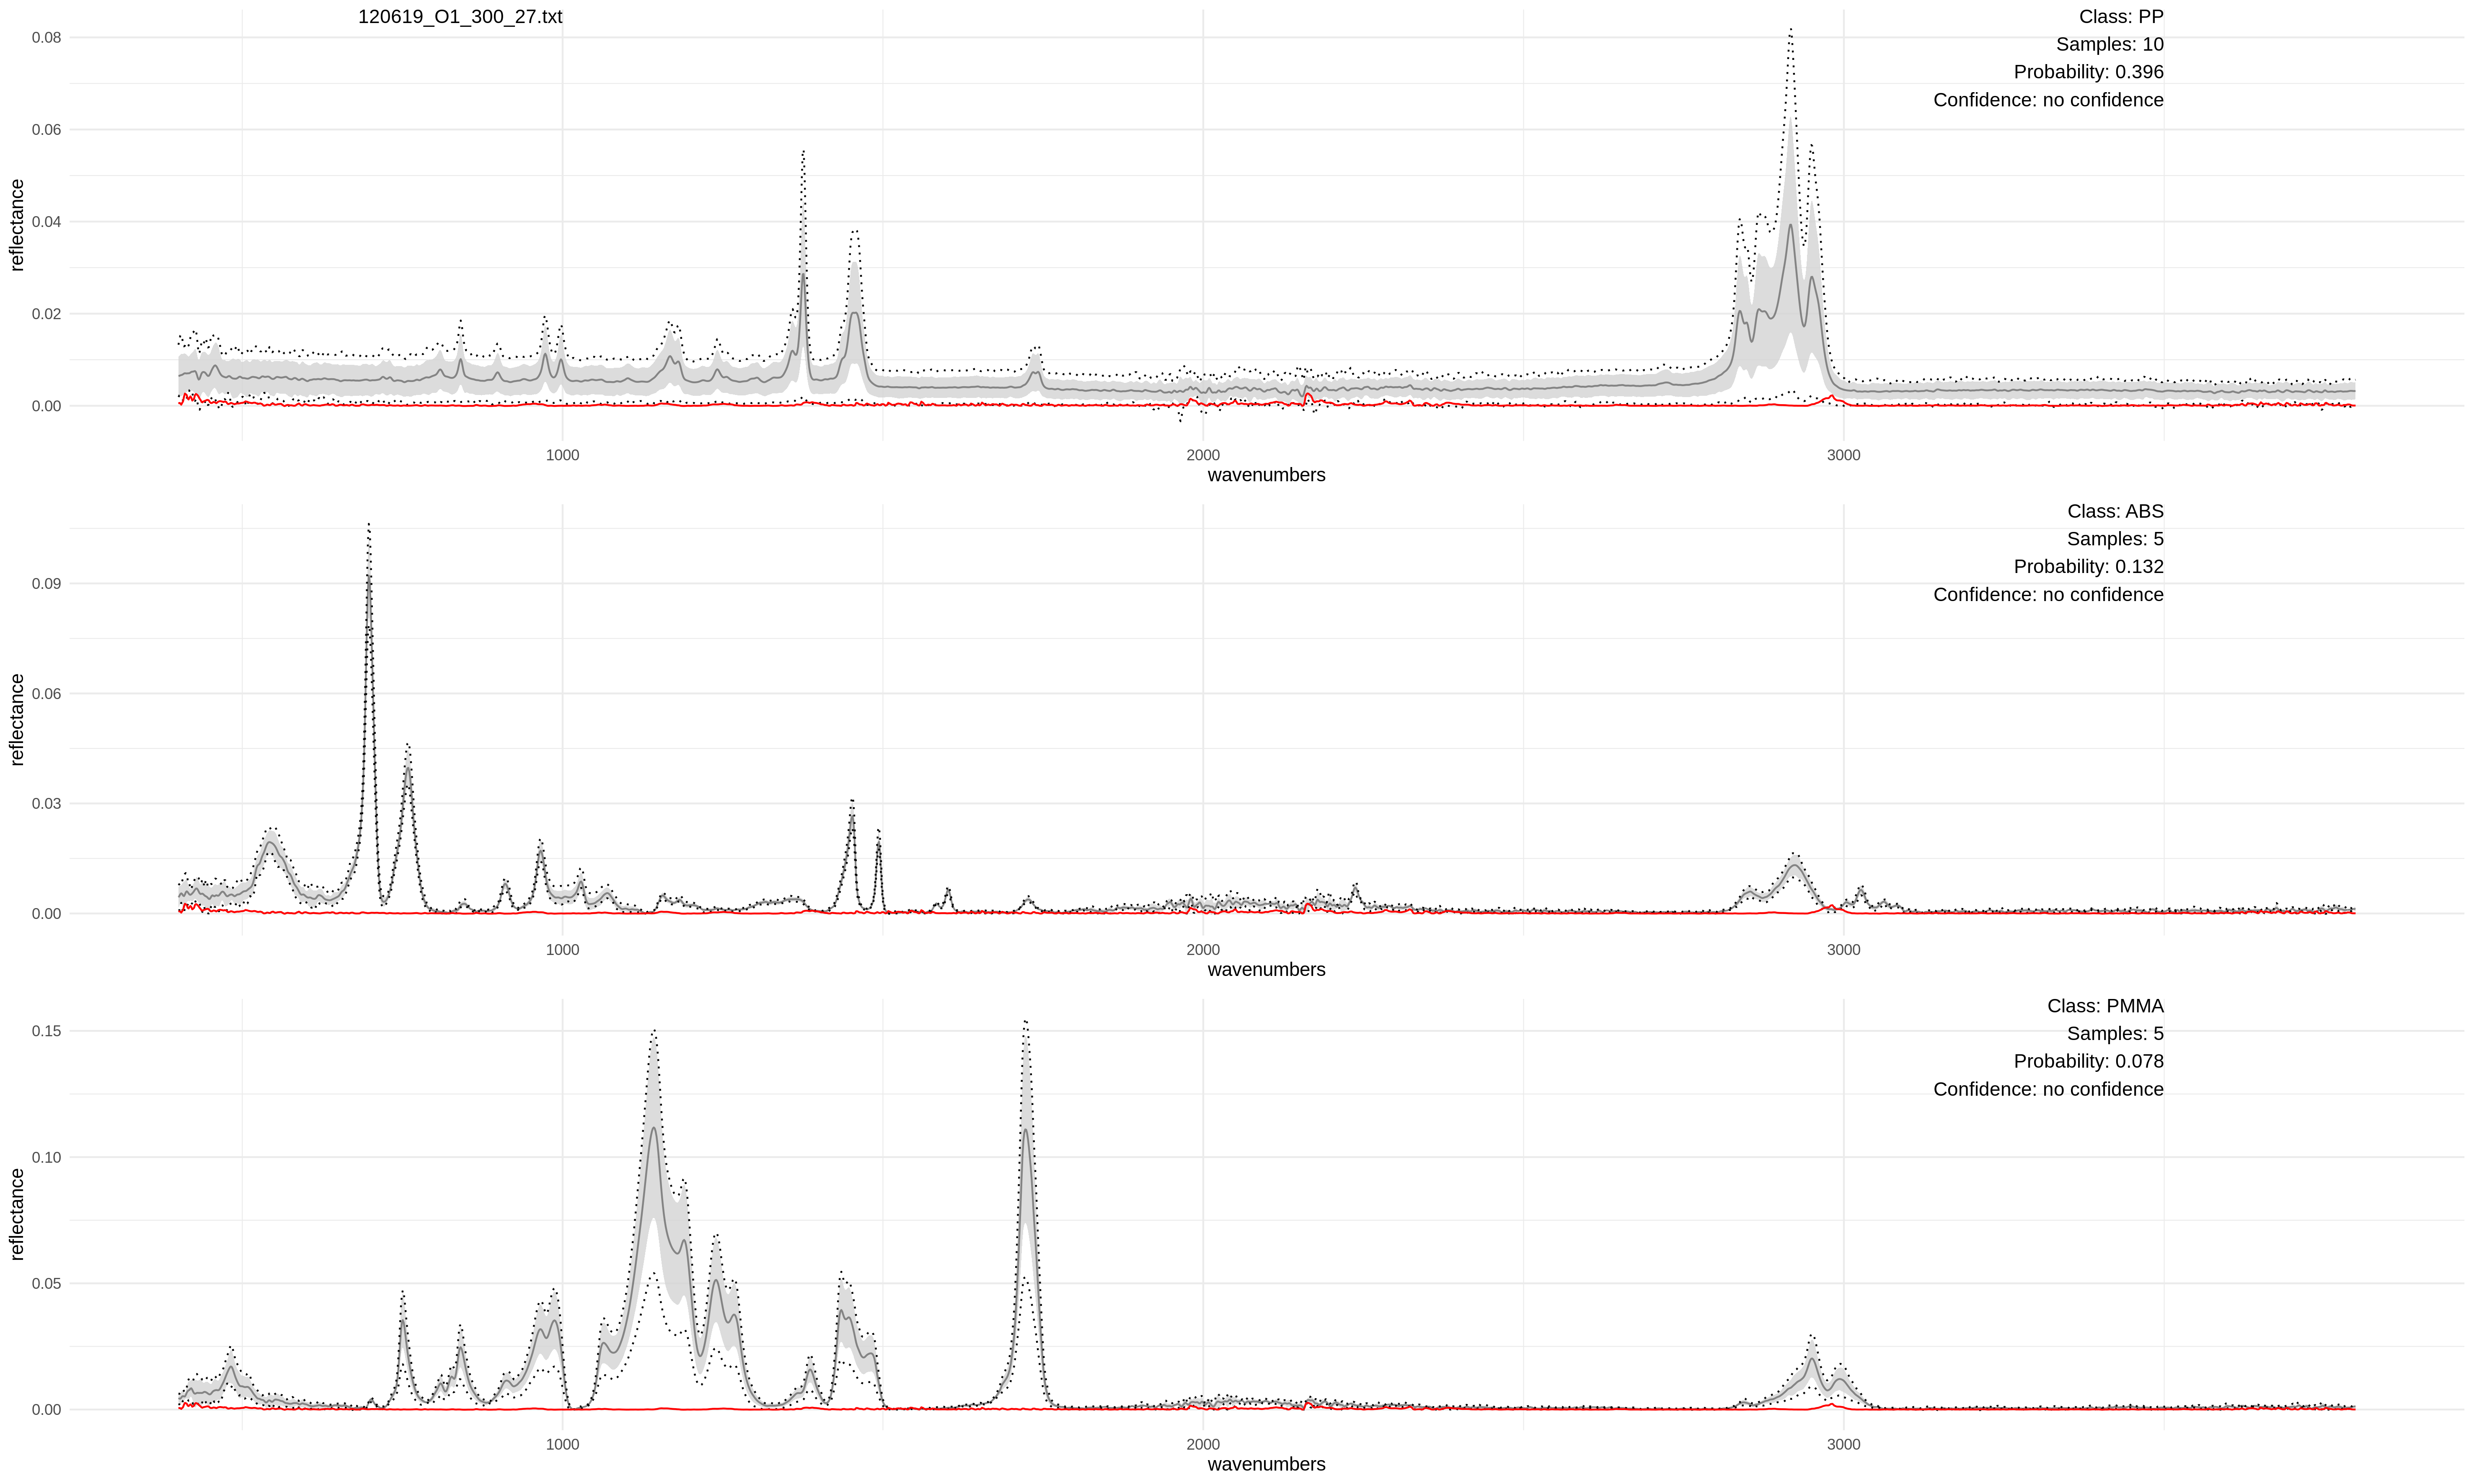 120619_O1_300_27.txt
Class: PP
Samples: 10
Probability: 0.396
Confidence: no confidence
0.08
0.06
0.04
0.02
0.00
reflectance
1000 2000 3000
wavenumbers
Class: ABS
Samples: 5
Probability: 0.132
Confidence: no confidence
0.09
0.06
0.03
0.00
reflectance
1000 2000 3000
wavenumbers
Class: PMMA
Samples: 5
Probability: 0.078
Confidence: no confidence
0.15
0.10
0.05
0.00
reflectance
1000 2000 3000
wavenumbers